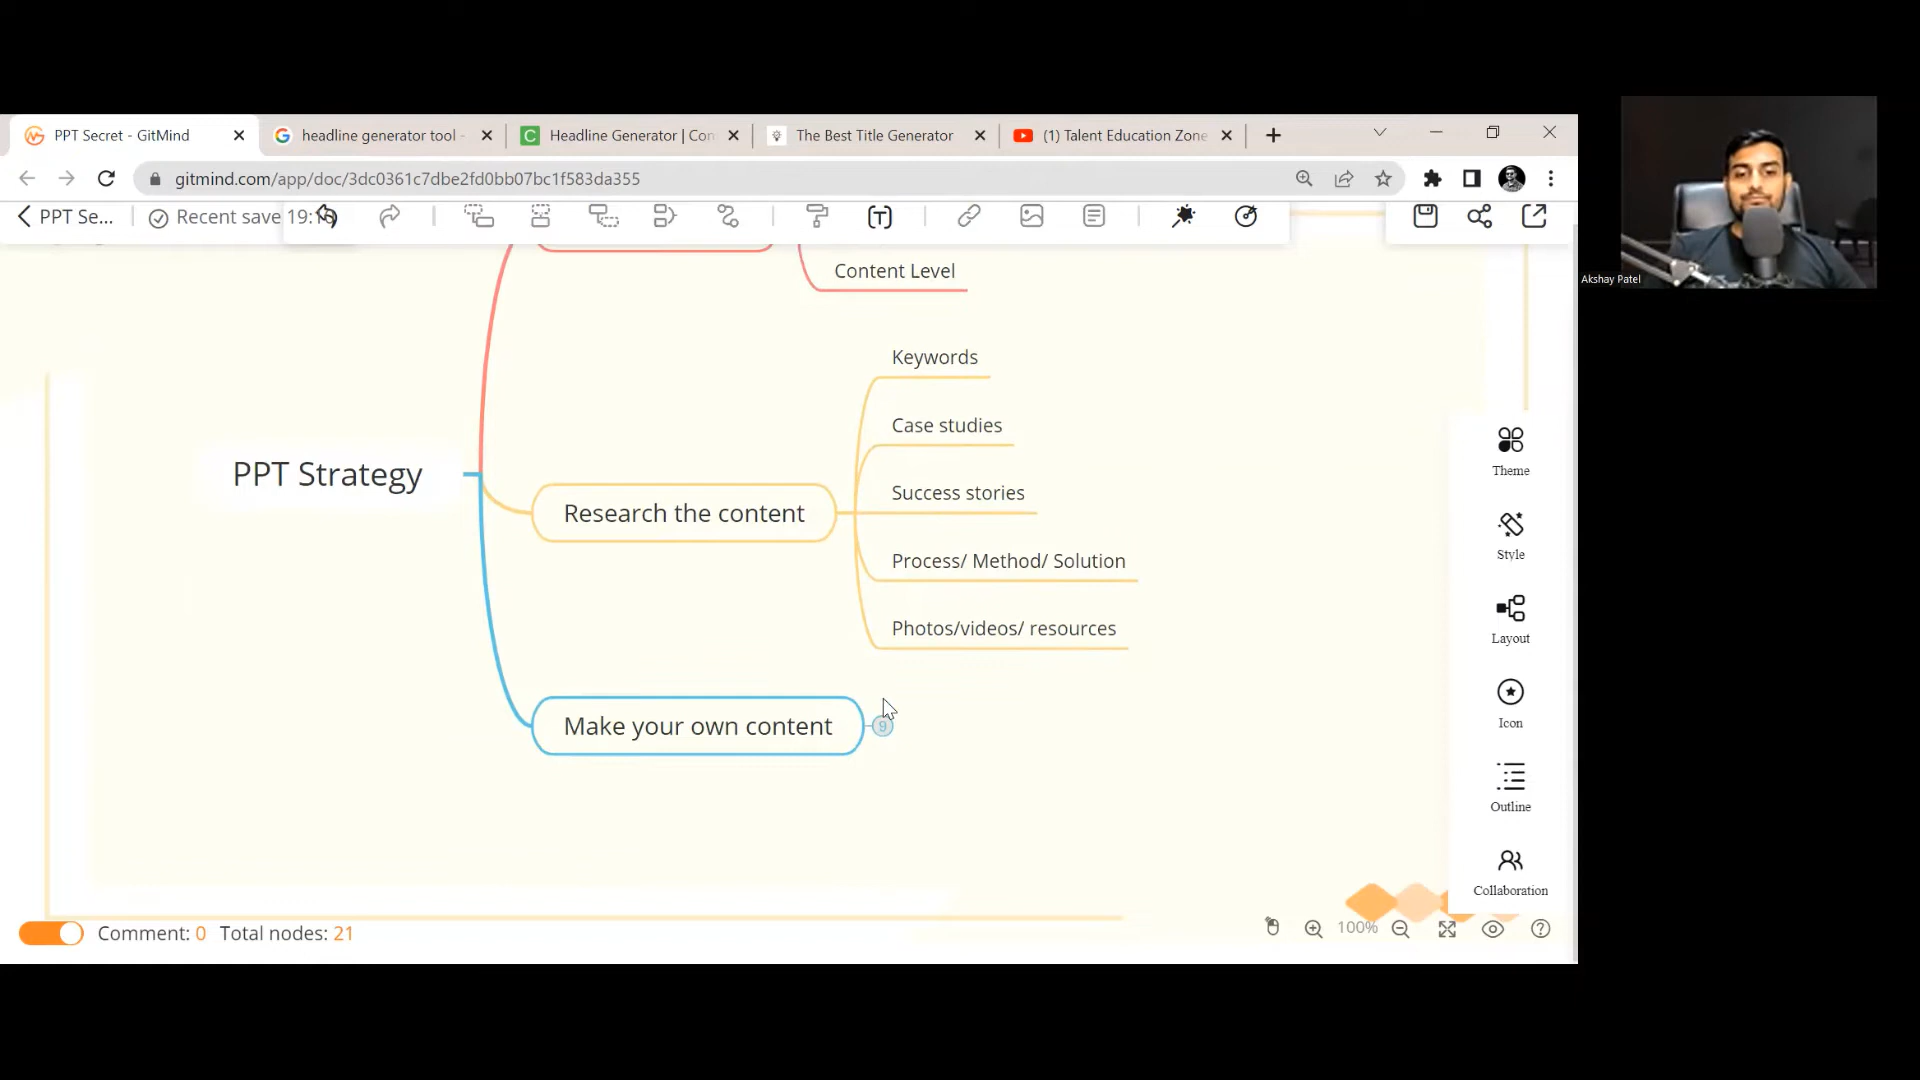 PPT Secret - GitMind
headline generator tool -
Headline Generator | Con
The Best Title Generator
(1) Talent Education Zone
gitmind.com/app/doc/3dc0361c7dbe2fd0bb07bc1f583da355
PPT Se...
Recent save 19:1
Akshay Patel
Content Level
Keywords
Case studies
Success stories
Process/ Method/ Solution
Photos/videos/ resources
PPT Strategy
Research the content
Make your own content
9
Theme
Style
Layout
Icon
Outline
Collaboration
Comment: 0 Total nodes: 21
100%